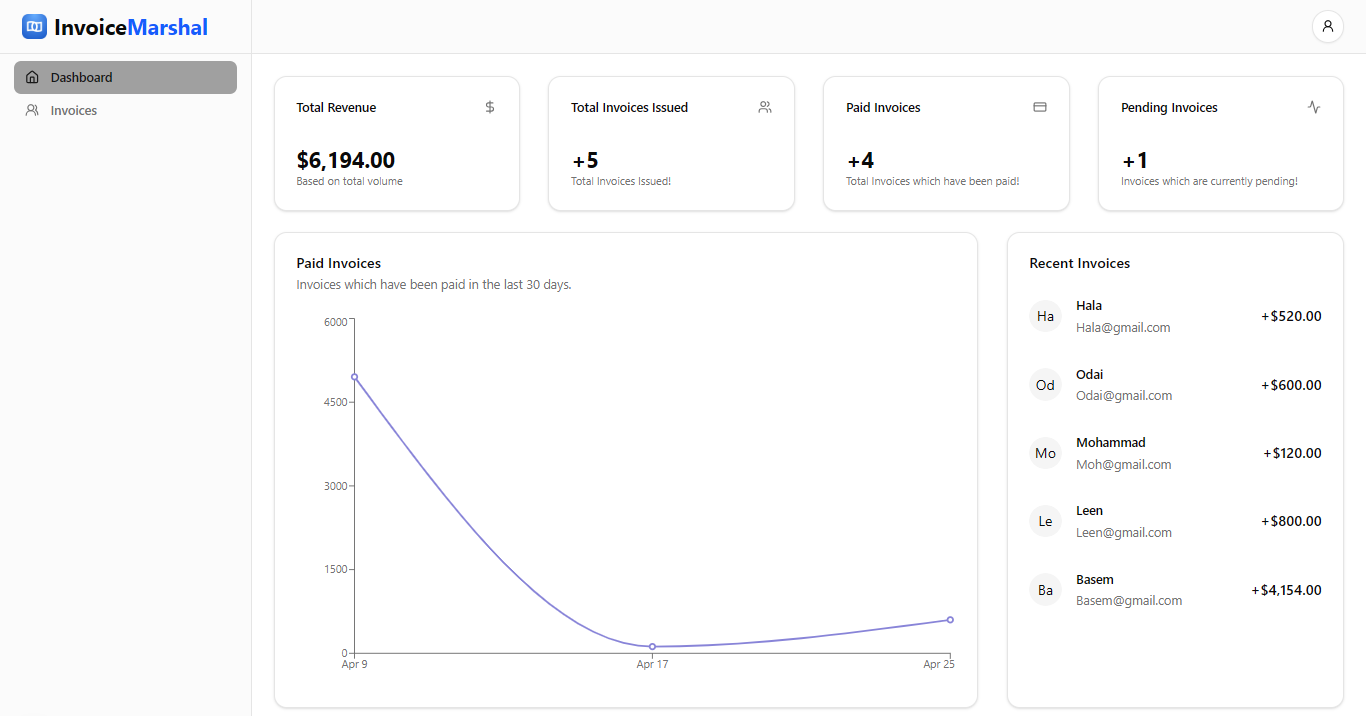 InvoiceMarshal
Dashboard
Invoices
Total Revenue
$6,194.00
Based on total volume
Total Invoices Issued
+5
Total Invoices Issued!
Paid Invoices
+4
Total Invoices which have been paid!
Pending Invoices
+1
Invoices which are currently pending!
Paid Invoices
Invoices which have been paid in the last 30 days.
6000
4500
3000
1500
0
Apr 9
Apr 17
Apr 25
Recent Invoices
Ha
Hala
Hala@gmail.com
+$520.00
Od
Odai
Odai@gmail.com
+$600.00
Mo
Mohammad
Moh@gmail.com
+$120.00
Le
Leen
Leen@gmail.com
+$800.00
Ba
Basem
Basem@gmail.com
+$4,154.00